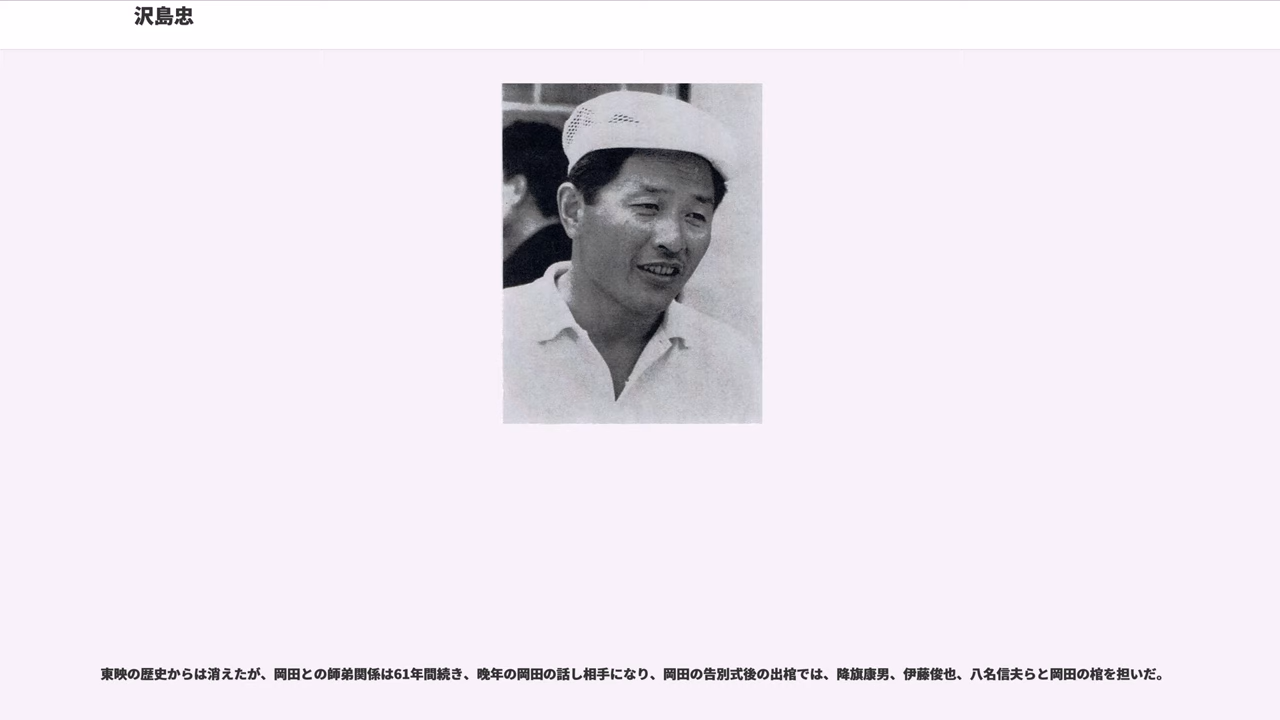 沢島忠
東映の歴史からは消えたが、岡田との師弟関係は61年間続き、晩年の岡田の話し相手になり、岡田の告別式後の出棺では、降旗康男、伊藤俊也、八名信夫らと岡田の棺を担いだ。